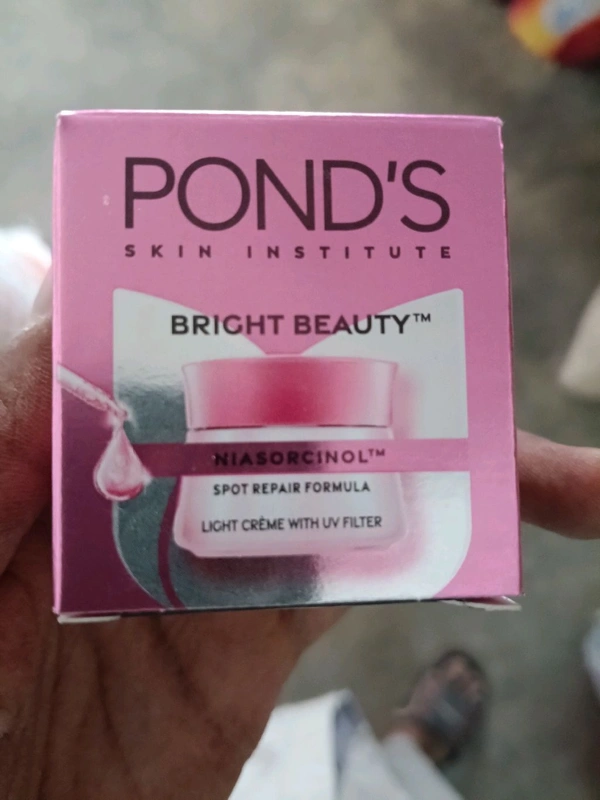 POND'S
SKIN INSTITUTE
BRIGHT BEAUTY™
NIASORCINOL™
SPOT REPAIR FORMULA
LIGHT CRÈME WITH UV FILTER